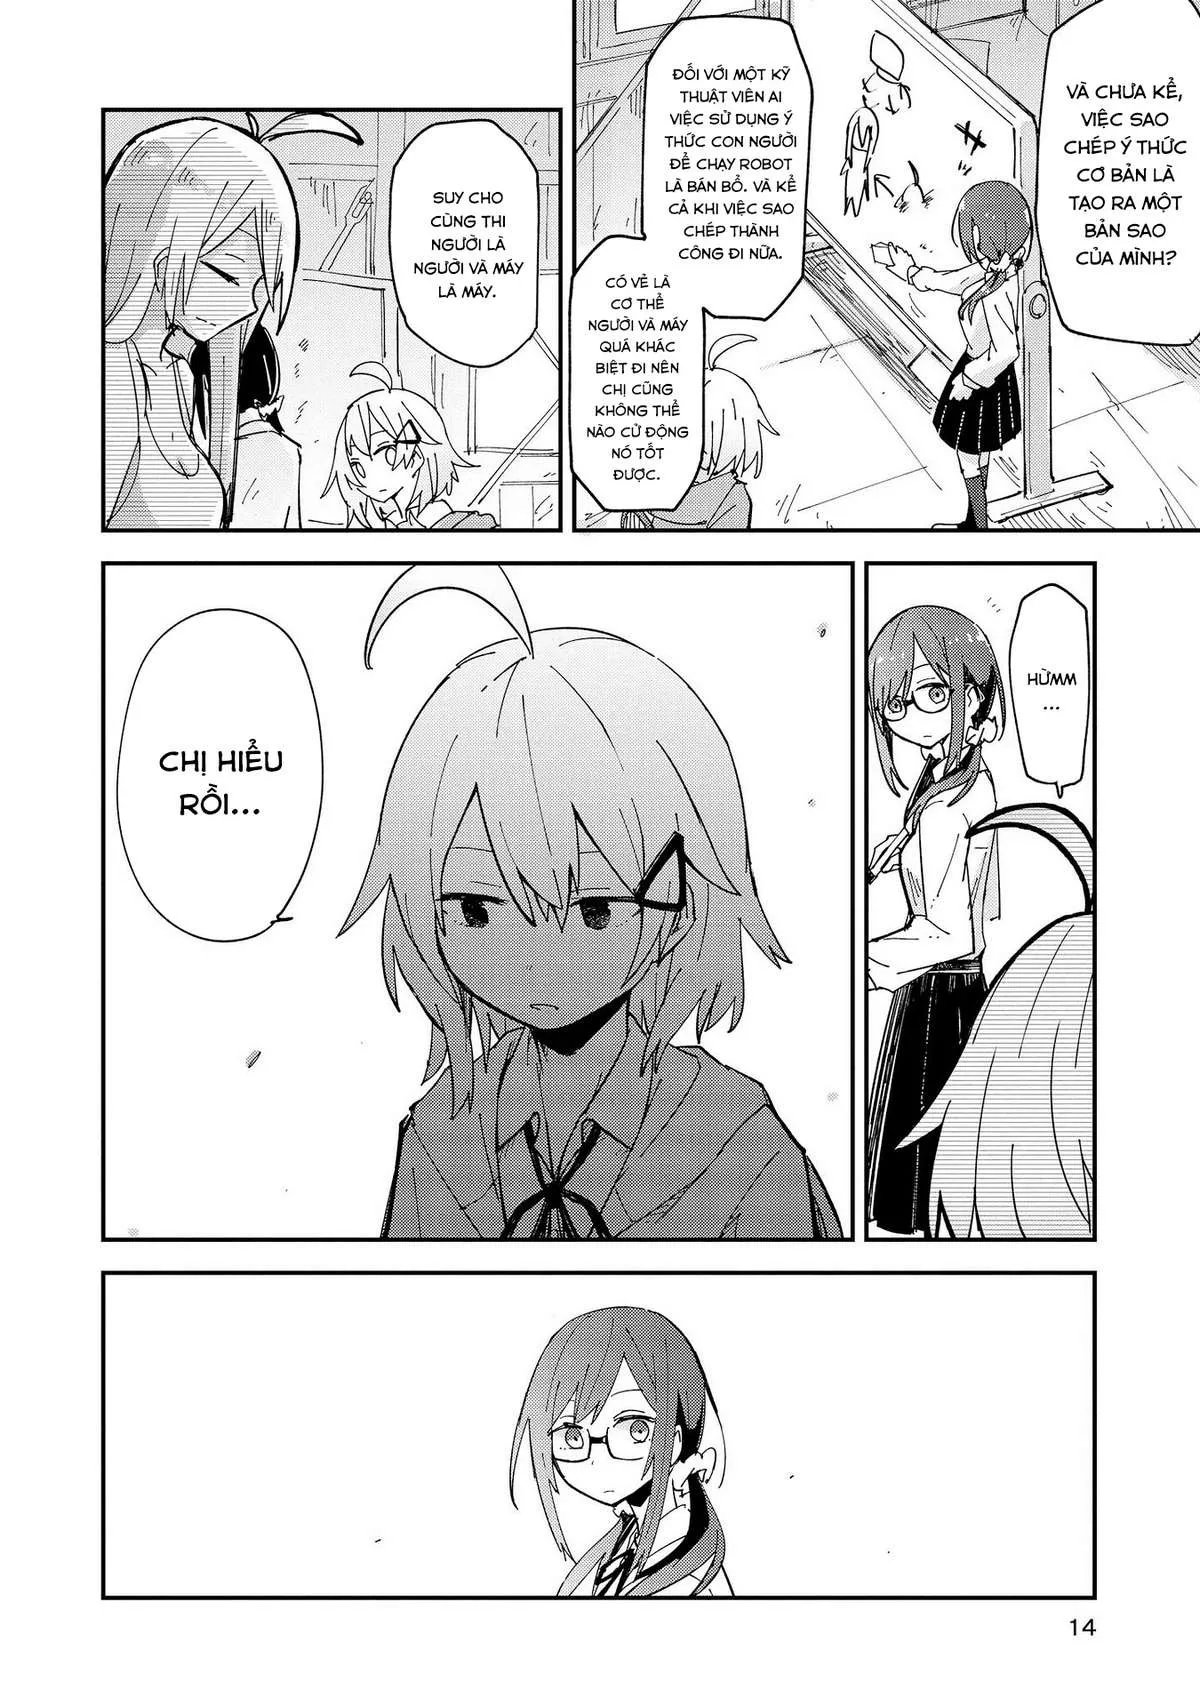 VÀ CHƯA KỂ,
VIỆC SAO
CHÉP Ý THỨC
CƠ BẢN LÀ
TẠO RA MỘT
BẢN SAO
CỦA MÌNH?
ĐỐI VỚI MỘT KỸ
THUẬT VIÊN AI
VIỆC SỬ DỤNG Ý
THỨC CON NGƯỜI
ĐỂ CHẠY ROBOT
LÀ BÁN BỔ. VÀ KỂ
CẢ KHI VIỆC SAO
CHÉP THÀNH
CÔNG ĐI NỮA.
CÓ VẺ LÀ
CƠ THỂ
NGƯỜI VÀ MÁY
QUÁ KHÁC
BIỆT ĐI NÊN
CHỊ CŨNG
KHÔNG THỂ
NÀO CỬ ĐỘNG
NÓ TỐT
ĐƯỢC.
SUY CHO
CÙNG THI
NGƯỜI LÀ
NGƯỜI VÀ MÁY
LÀ MÁY.
HỪMM
...
CHỊ HIỂU
RỒI...
14